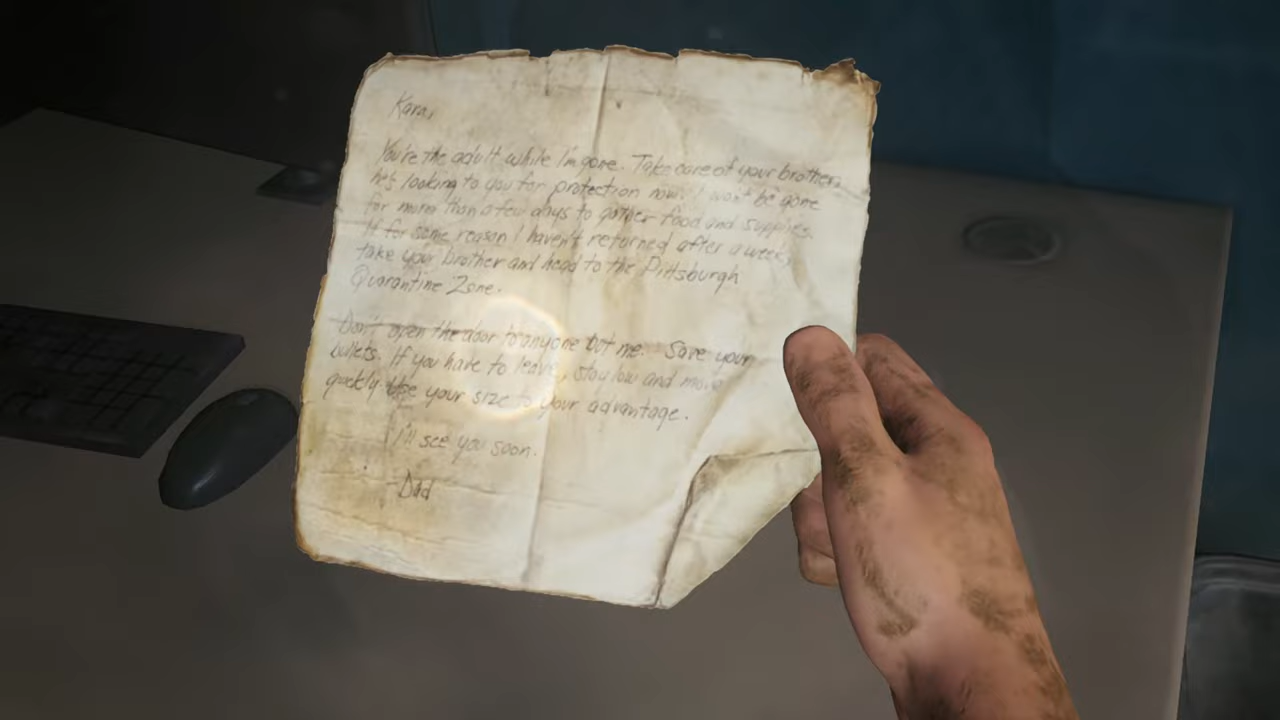 Kara,
You're the adult while I'm gone. Take care of your brother,
he's looking to you for protection now. I won't be gone
for more than a few days to gather food and supplies.
If for some reason I haven't returned after a week,
take your brother and head to the Pittsburgh
Quarantine Zone.
Don't open the door to anyone but me. Save your
bullets. If you have to leave, stay low and move
quickly. Use your size to your advantage.
I'll see you soon.
Dad